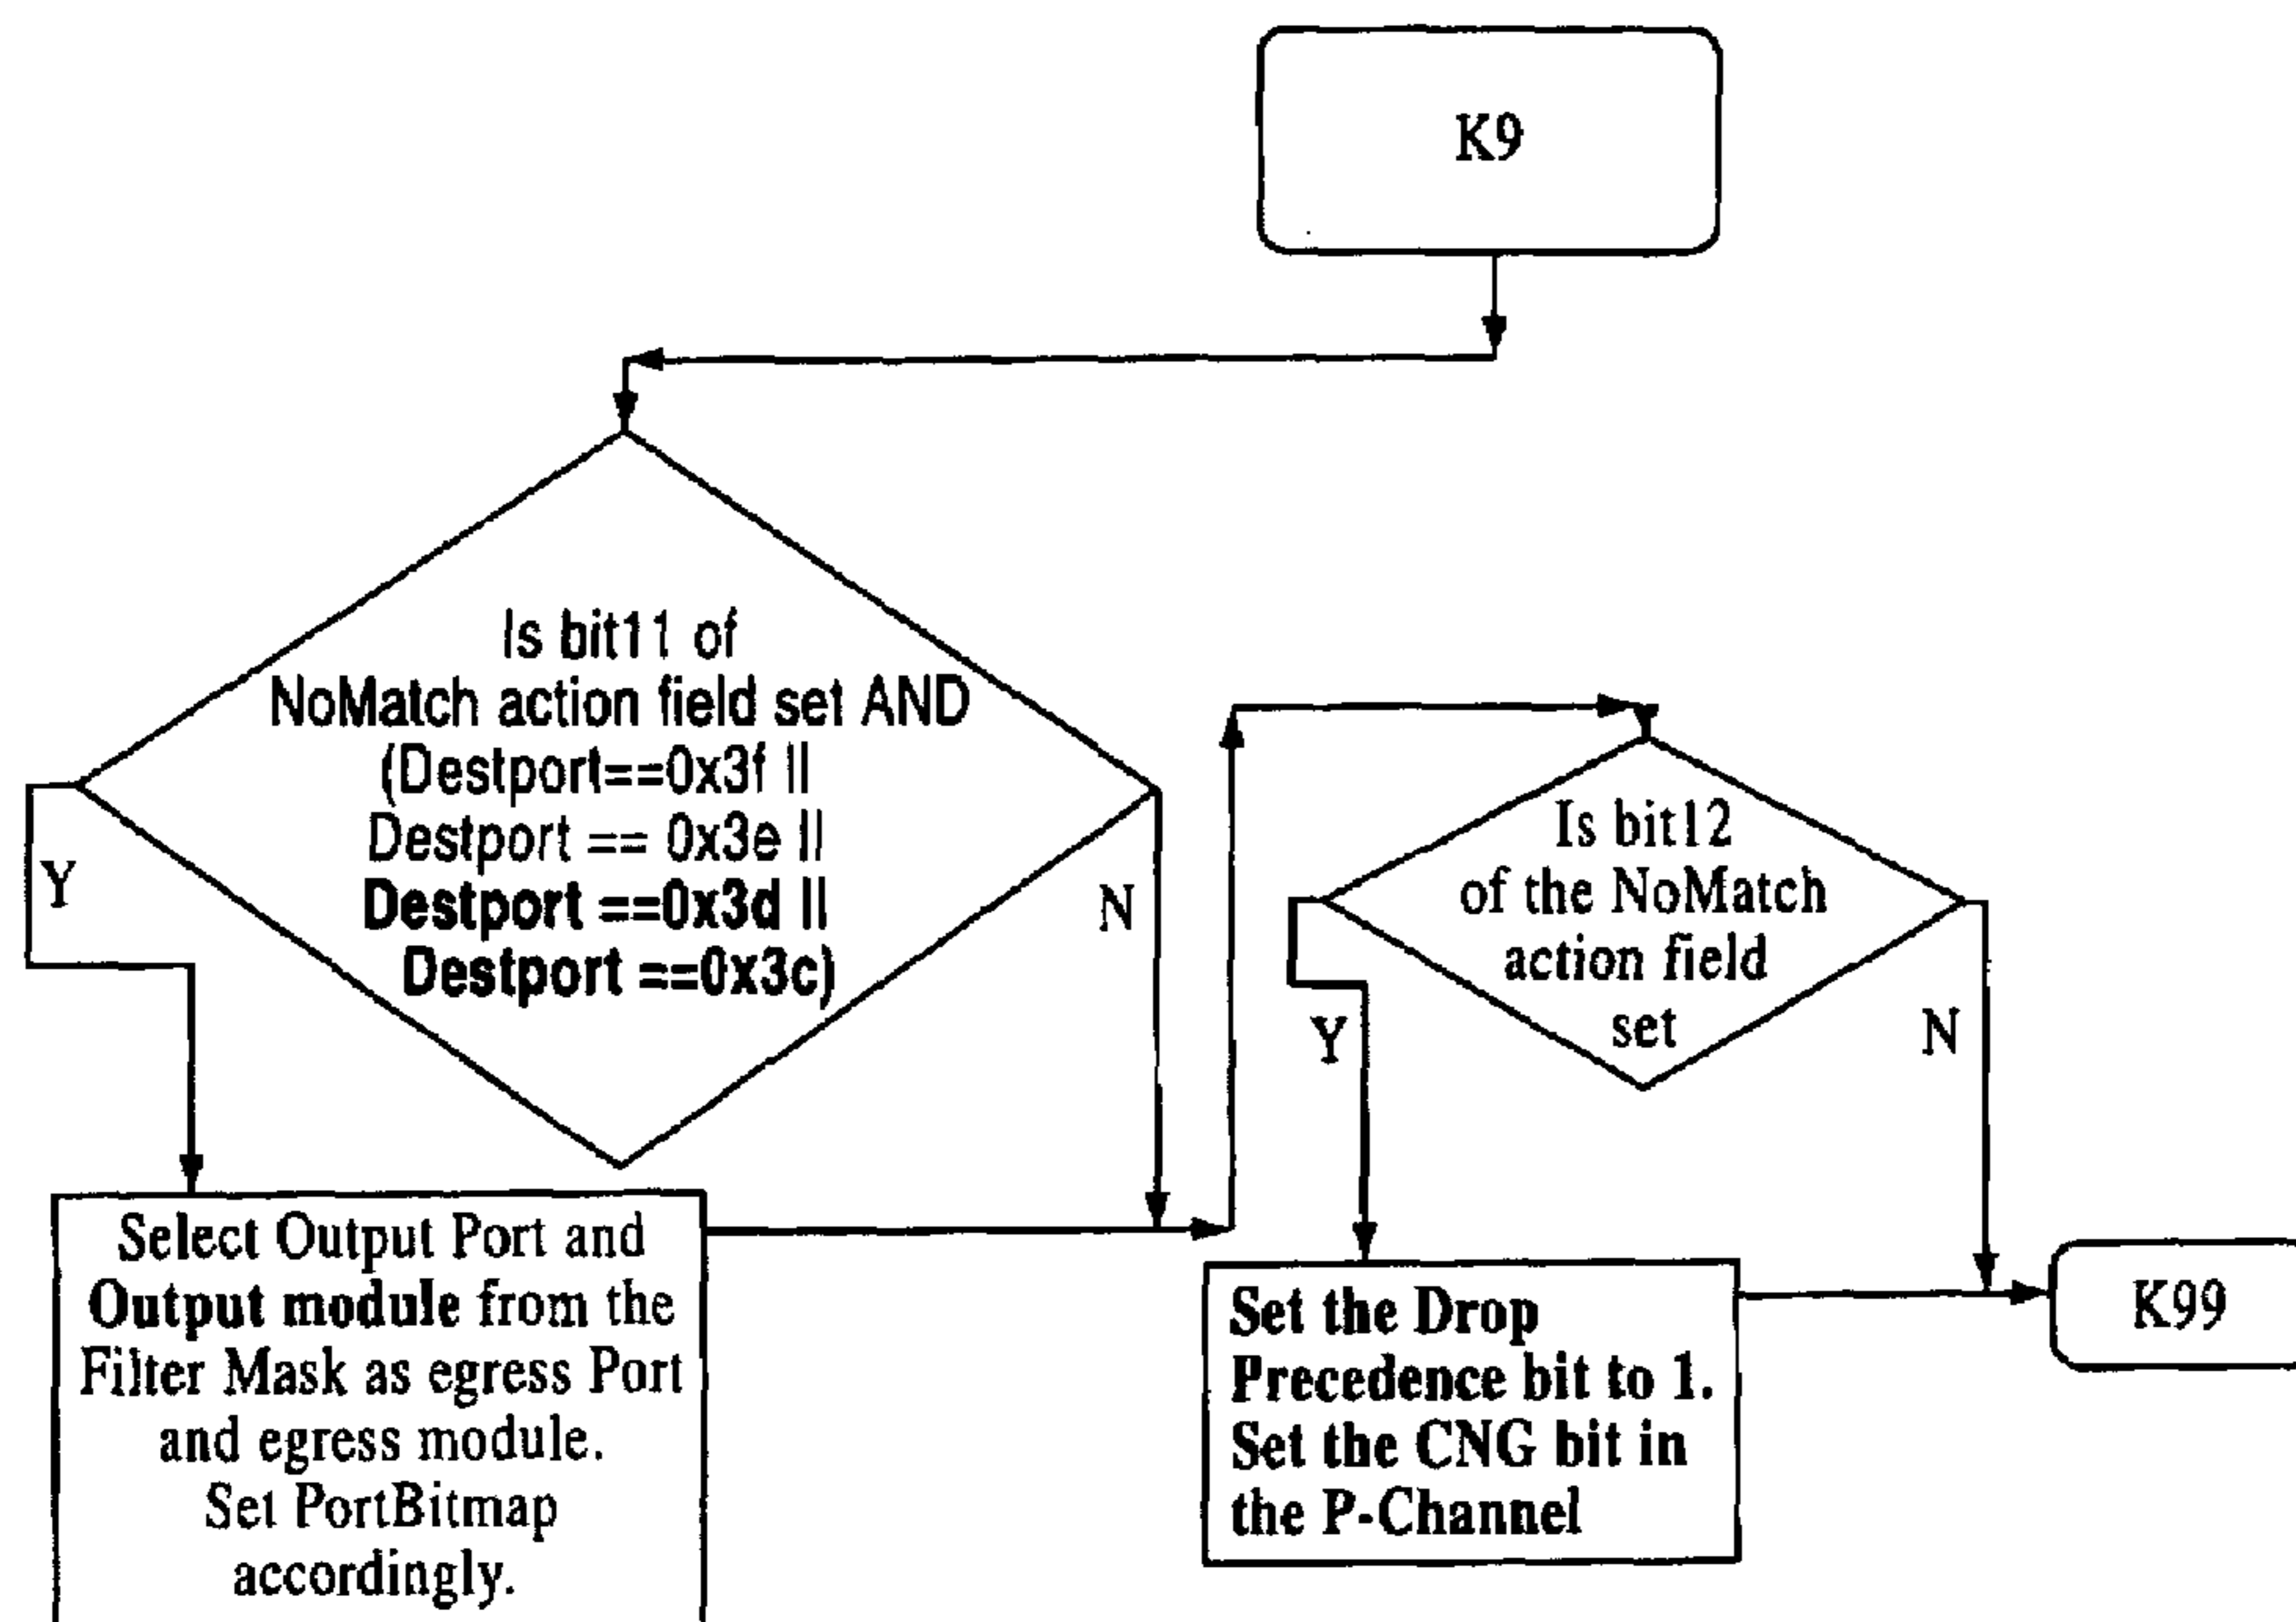 K9
Is bit11 of
NoMatch action field set AND
(Destport==0x3f ||
Destport == 0x3e ||
Destport ==0x3d ||
Destport ==0x3c)
Y
N
Is bit12
of the NoMatch
action field
set
Y
N
Select Output Port and
Output module from the
Filter Mask as egress Port
and egress module.
Set PortBitmap
accordingly.
Set the Drop
Precedence bit to 1.
Set the CNG bit in
the P-Channel
K99